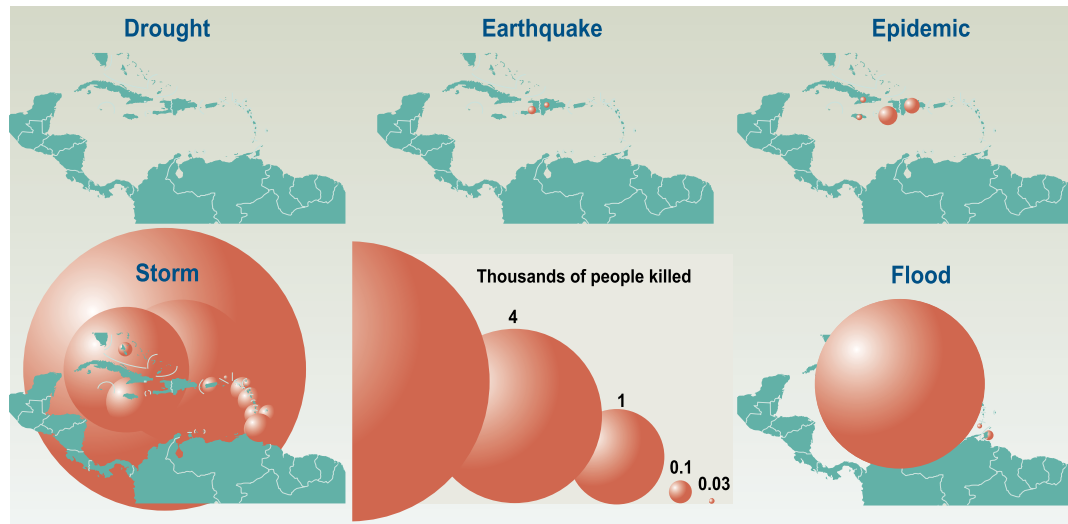 Drought
Earthquake
Epidemic
Storm
Thousands of people killed
4
1
0.1
0.03
Flood